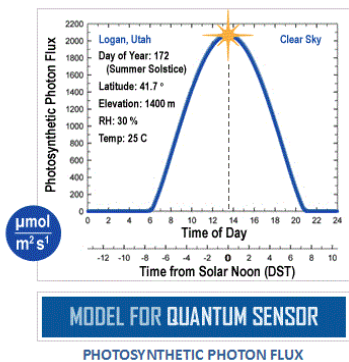 2200
2000
1800
1600
1400
1200
1000
800
600
400
200
0
Photosynthetic Photon Flux
Logan, Utah
Clear Sky
Day of Year: 172
(Summer Solstice)
Latitude: 41.7 °
Elevation: 1400 m
RH: 30 %
Temp: 25 C
0 2 4 6 8 10 12 14 16 18 20 22 24
Time of Day
µmol
m² s¹
-12 -10 -8 -6 -4 -2 0 2 4 6 8 10
Time from Solar Noon (DST)
MODEL FOR QUANTUM SENSOR
PHOTOSYNTHETIC PHOTON FLUX